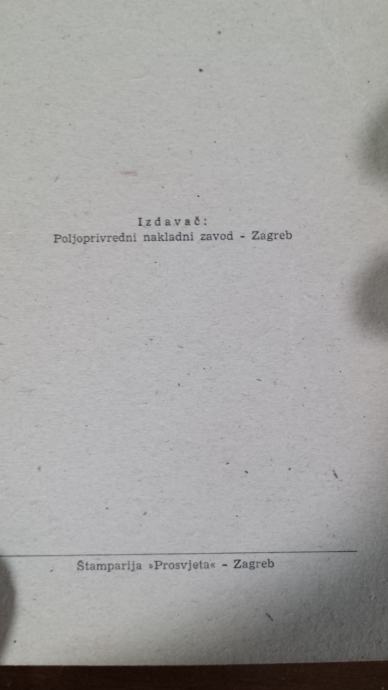 Izdavač:
Poljoprivredni nakladni zavod - Zagreb
Štamparija »Prosvjeta« - Zagreb